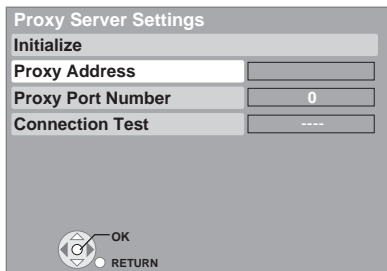 Proxy Server Settings
Initialize
Proxy Address
Proxy Port Number 0
Connection Test ----
OK
RETURN